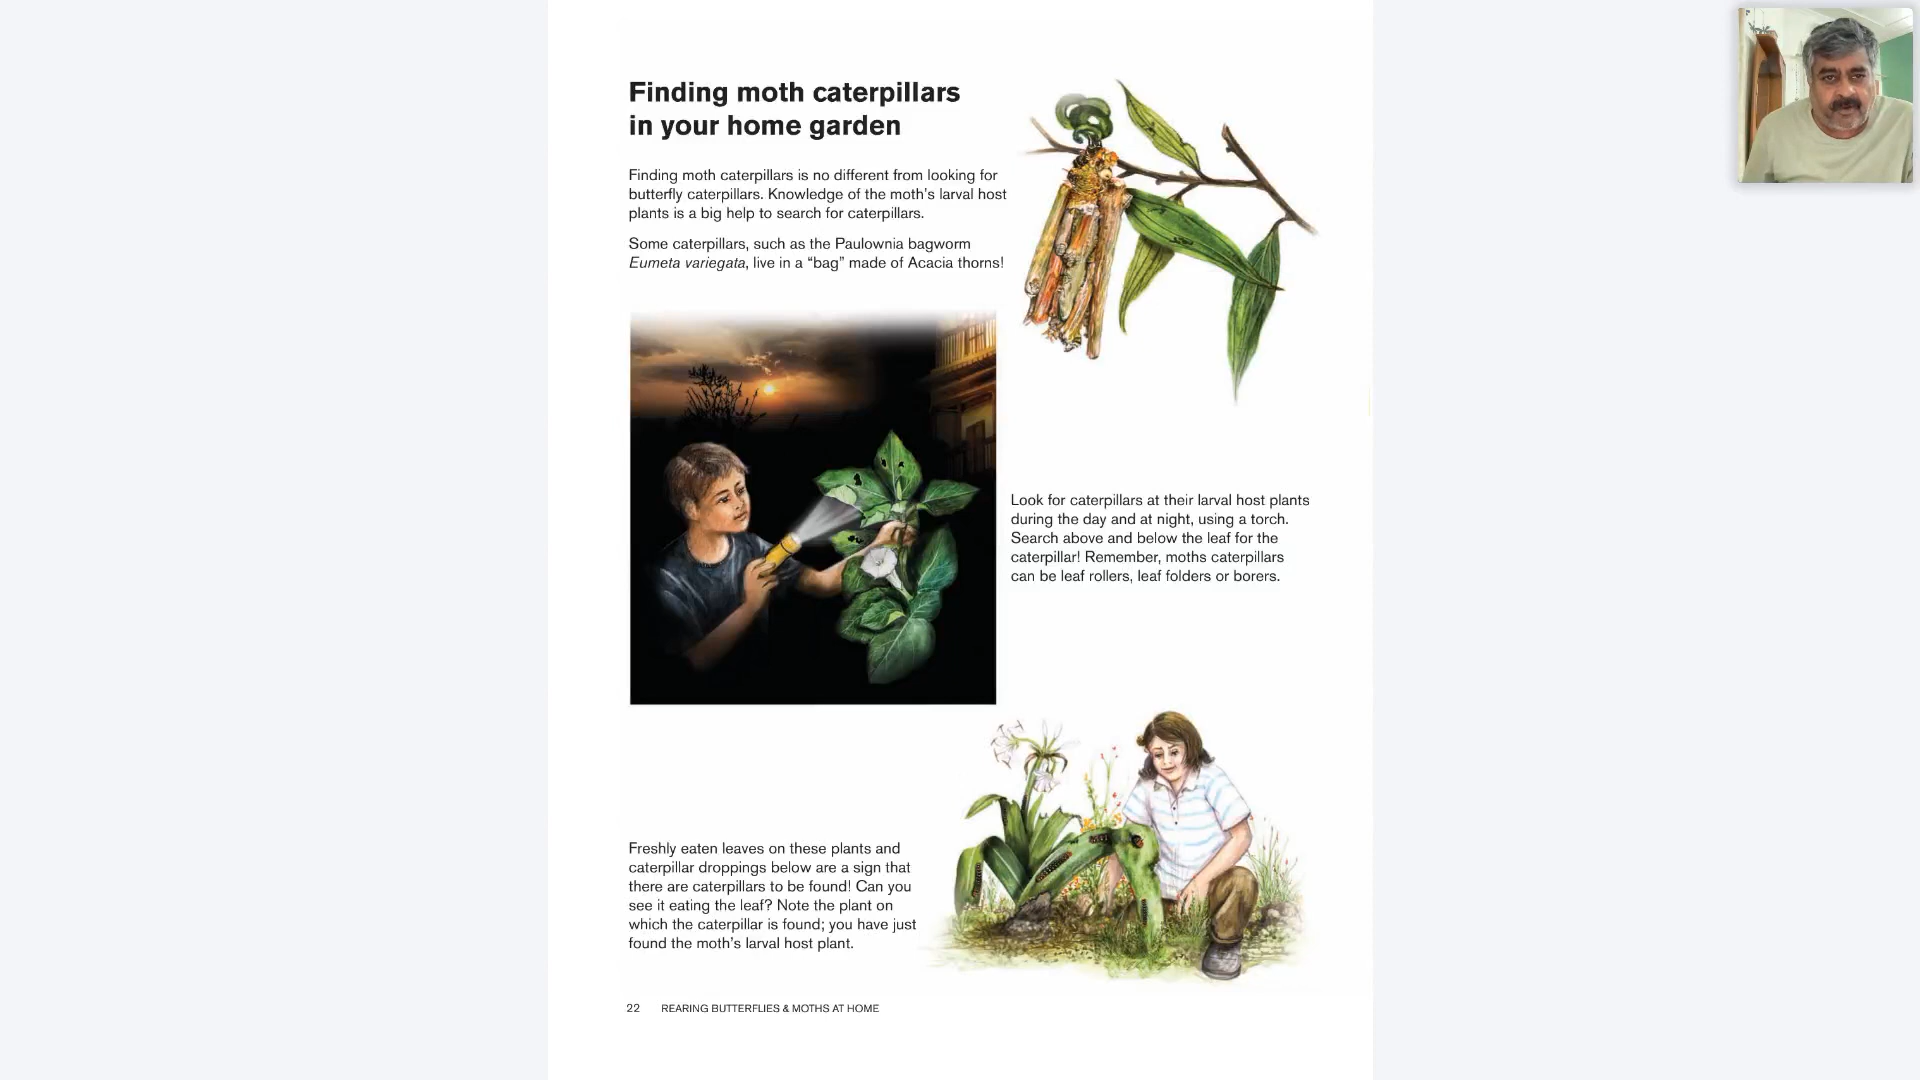 Finding moth caterpillars
in your home garden
Finding moth caterpillars is no different from looking for
butterfly caterpillars. Knowledge of the moth's larval host
plants is a big help to search for caterpillars.
Some caterpillars, such as the Paulownia bagworm
Eumeta variegata, live in a “bag” made of Acacia thorns!
Look for caterpillars at their larval host plants
during the day and at night, using a torch.
Search above and below the leaf for the
caterpillar! Remember, moths caterpillars
can be leaf rollers, leaf folders or borers.
Freshly eaten leaves on these plants and
caterpillar droppings below are a sign that
there are caterpillars to be found! Can you
see it eating the leaf? Note the plant on
which the caterpillar is found; you have just
found the moth's larval host plant.
22 REARING BUTTERFLIES & MOTHS AT HOME